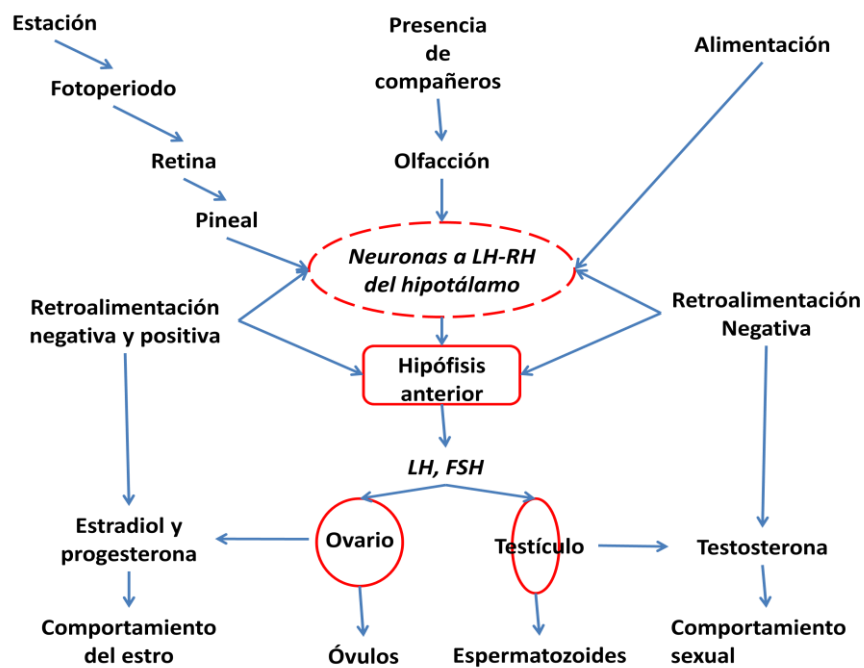 Estación
Fotoperiodo
Retina
Pineal
Presencia
de
compañeros
Olfacción
Alimentación
Neuronas a LH-RH
del hipotálamo
Retroalimentación
negativa y positiva
Retroalimentación
Negativa
Hipófisis
anterior
LH, FSH
Estradiol y
progesterona
Ovario
Testículo
Testosterona
Comportamiento
del estro
Óvulos
Espermatozoides
Comportamiento
sexual